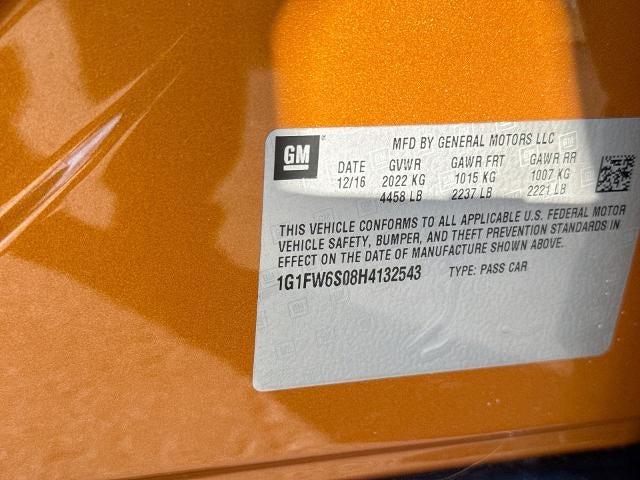 GM
MFD BY GENERAL MOTORS LLC
DATE GVWR GAWR FRT GAWR RR
12/16 2022 KG 1015 KG 1007 KG
4458 LB 2237 LB 2221 LB
THIS VEHICLE CONFORMS TO ALL APPLICABLE U.S. FEDERAL MOTOR
VEHICLE SAFETY, BUMPER, AND THEFT PREVENTION STANDARDS IN
EFFECT ON THE DATE OF MANUFACTURE SHOWN ABOVE.
1G1FW6S08H4132543 TYPE: PASS CAR